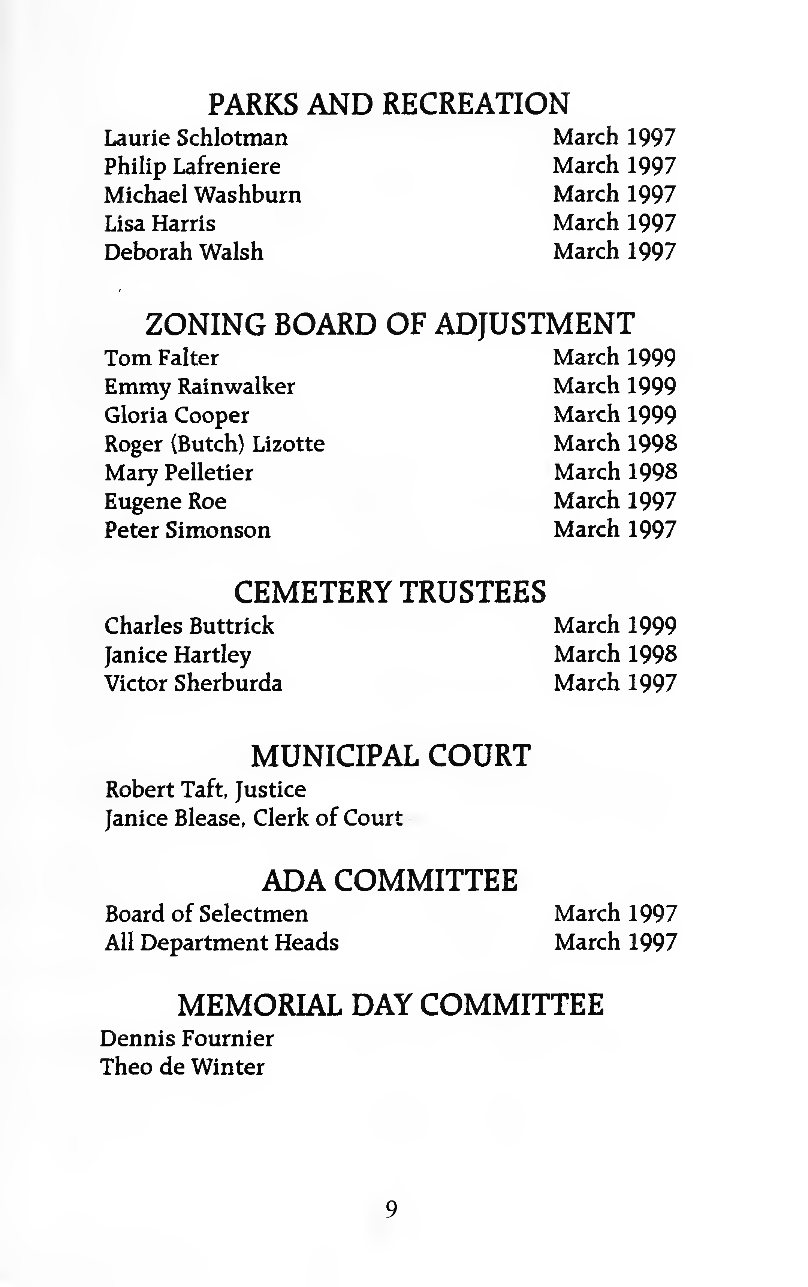 PARKS AND RECREATION
Laurie Schlotman March 1997
Philip Lafreniere March 1997
Michael Washburn March 1997
Lisa Harris March 1997
Deborah Walsh March 1997
ZONING BOARD OF ADJUSTMENT
Tom Falter March 1999
Emmy Rainwalker March 1999
Gloria Cooper March 1999
Roger (Butch) Lizotte March 1998
Mary Pelletier March 1998
Eugene Roe March 1997
Peter Simonson March 1997
CEMETERY TRUSTEES
Charles Buttrick March 1999
Janice Hartley March 1998
Victor Sherburda March 1997
MUNICIPAL COURT
Robert Taft, Justice
Janice Blease, Clerk of Court
ADA COMMITTEE
Board of Selectmen March 1997
All Department Heads March 1997
MEMORIAL DAY COMMITTEE
Dennis Fournier
Theo de Winter
9